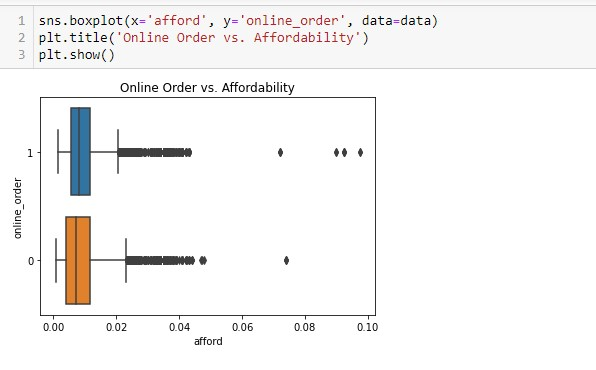 1 sns.boxplot(x='afford', y='online_order', data=data)
2 plt.title('Online Order vs. Affordability')
3 plt.show()
Online Order vs. Affordability
online_order
1
0
0.00 0.02 0.04 0.06 0.08 0.10
afford